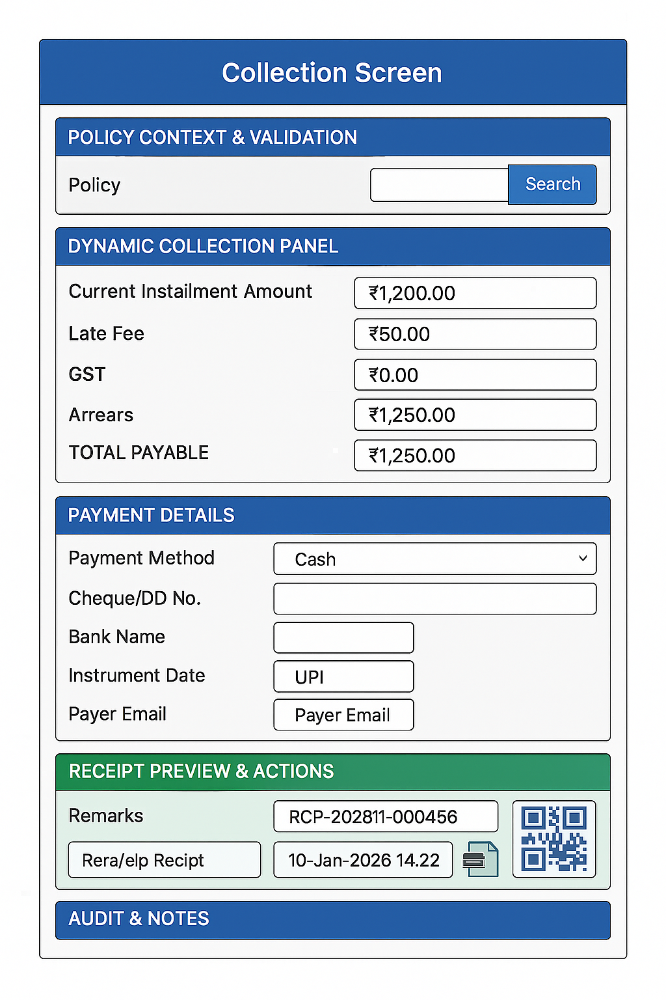 Collection Screen
POLICY CONTEXT & VALIDATION
Policy Search
DYNAMIC COLLECTION PANEL
Current Instailment Amount ₹1,200.00
Late Fee ₹50.00
GST ₹0.00
Arrears ₹1,250.00
TOTAL PAYABLE ₹1,250.00
PAYMENT DETAILS
Payment Method Cash
Cheque/DD No.
Bank Name
Instrument Date UPI
Payer Email Payer Email
RECEIPT PREVIEW & ACTIONS
Remarks RCP-202811-000456
Rera/elp Recipt 10-Jan-2026 14.22
AUDIT & NOTES